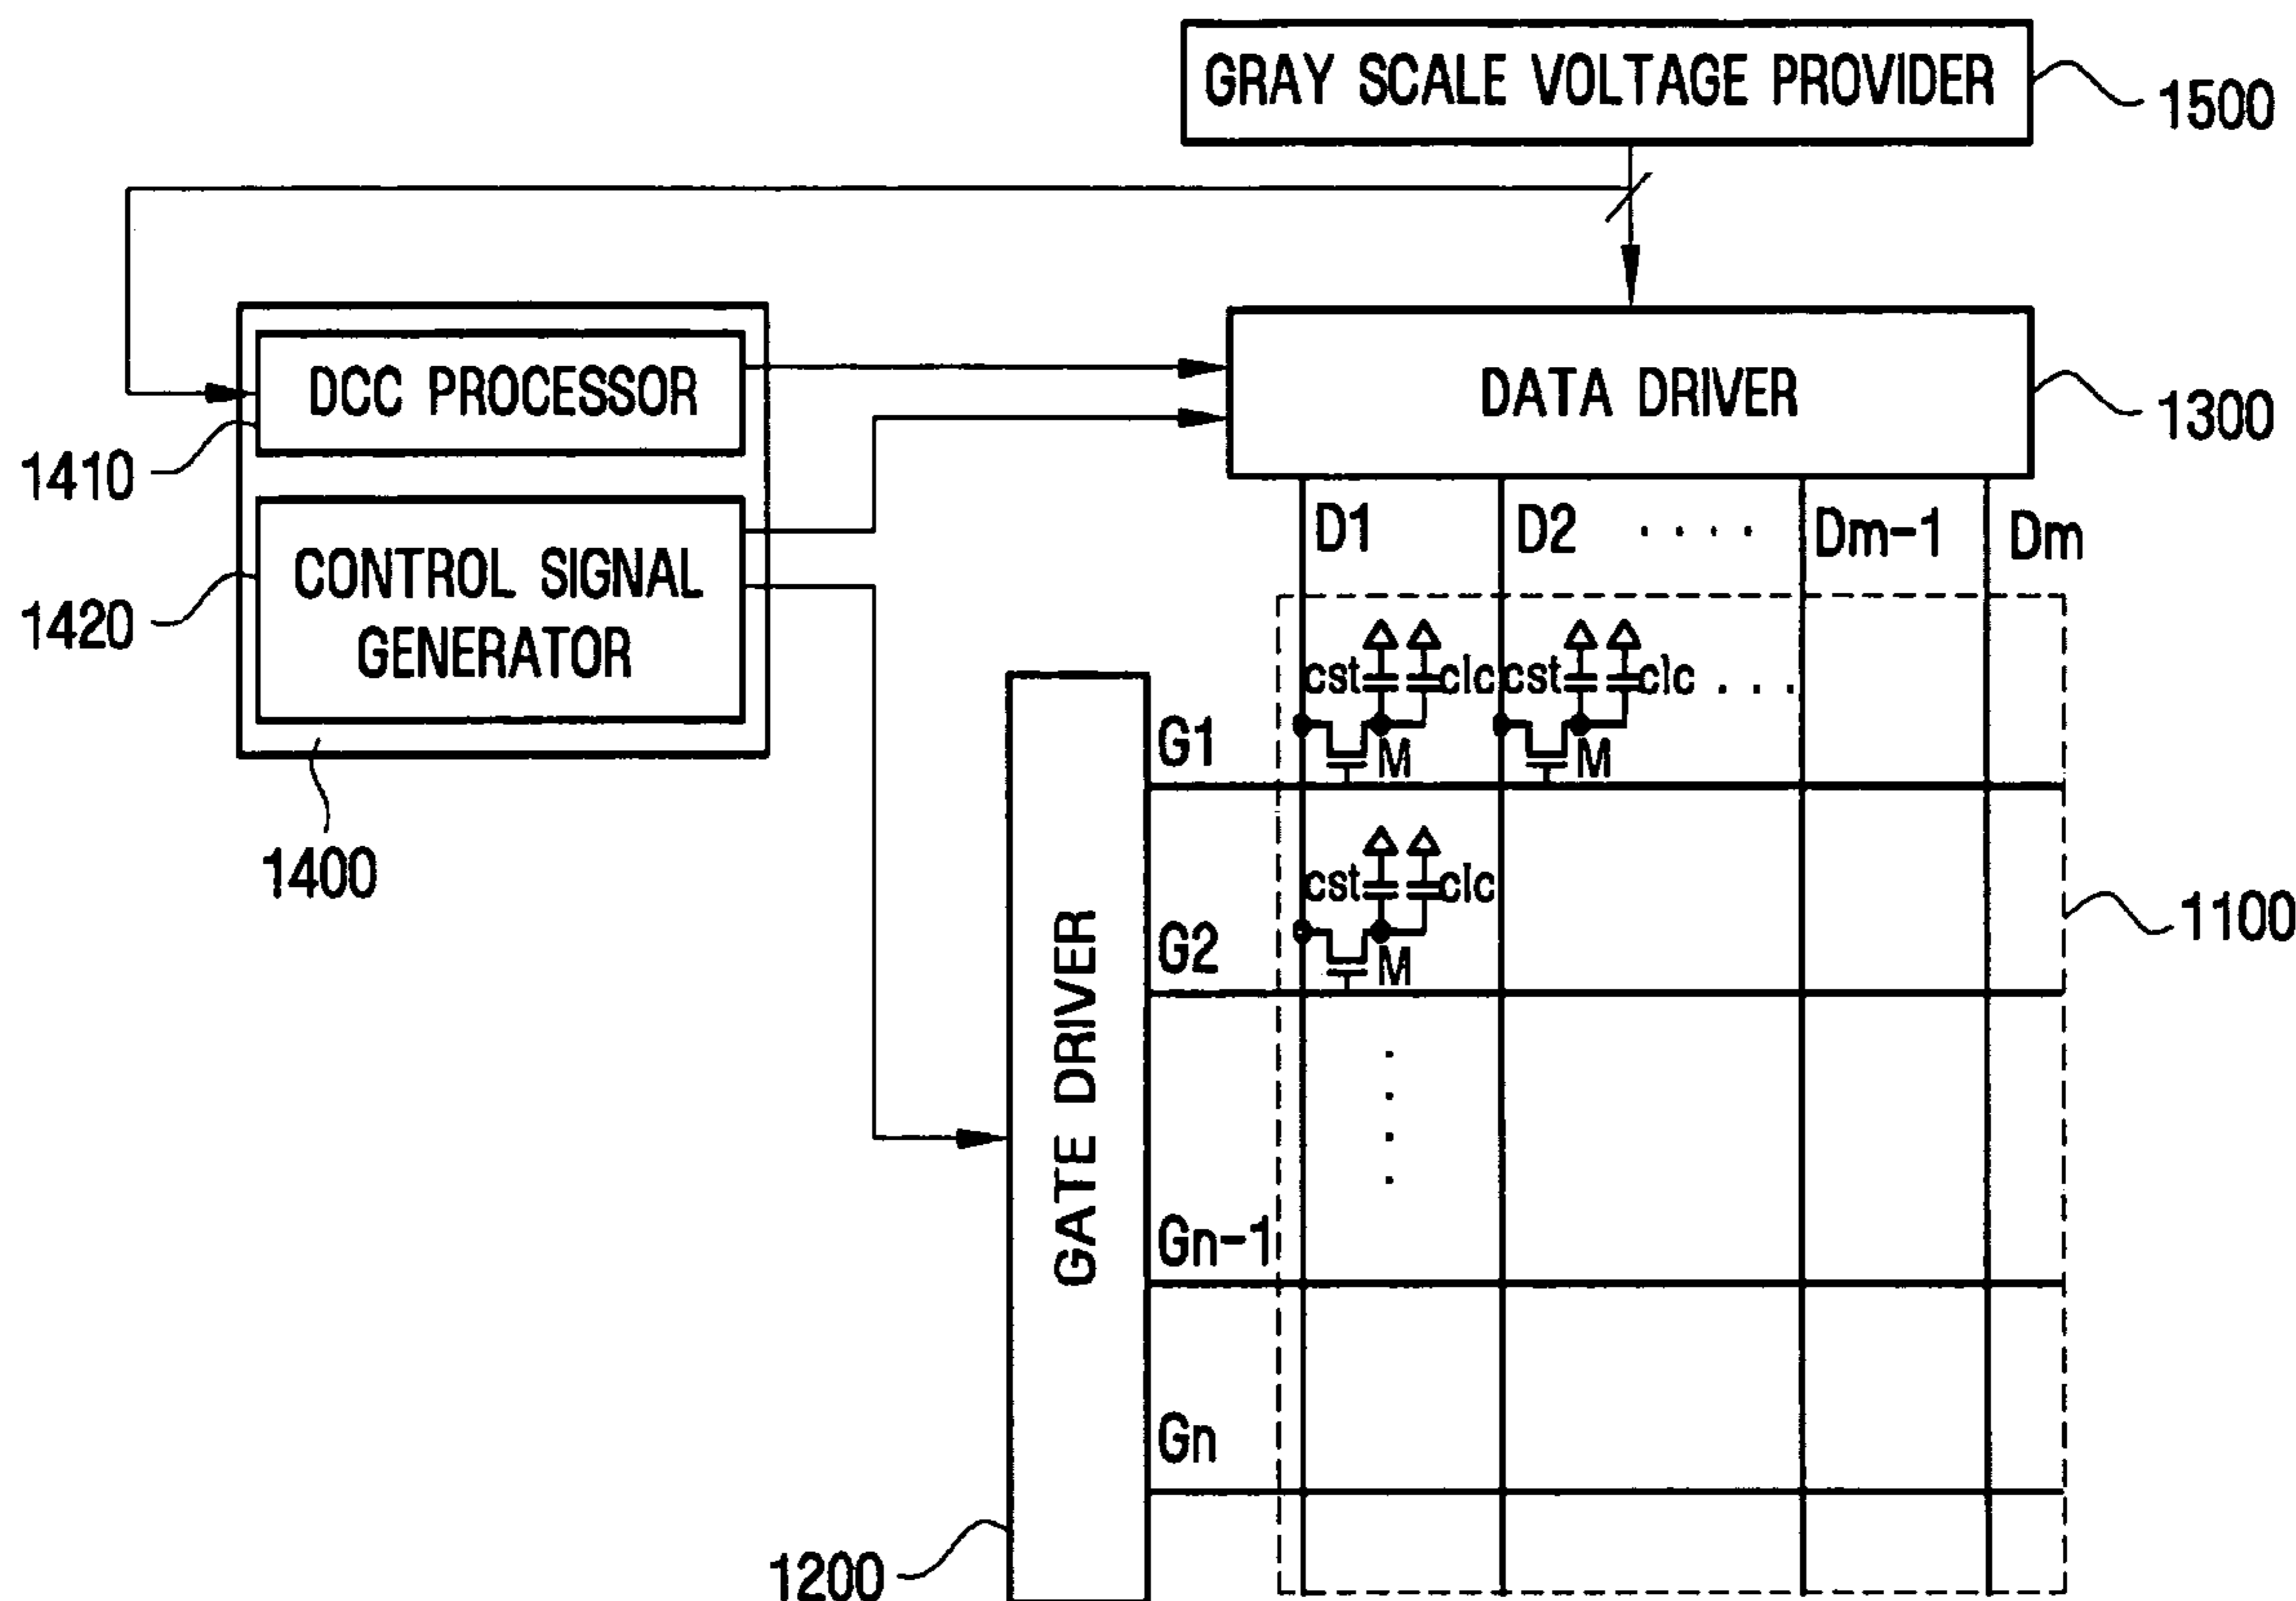 GRAY SCALE VOLTAGE PROVIDER
1500
DCC PROCESSOR
DATA DRIVER
1300
1410
CONTROL SIGNAL
GENERATOR
1420
1400
D1
D2
. . . .
Dm-1
Dm
cst
clc
cst
clc
. . .
G1
M
M
cst
clc
1100
G2
M
GATE DRIVER
Gn-1
Gn
1200